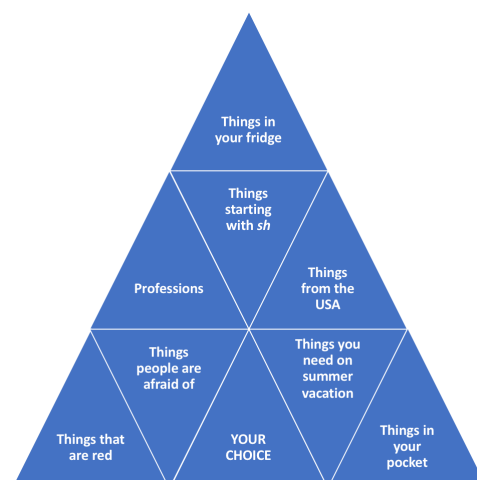 Things in
your fridge
Things
starting
with sh
Professions
Things
from the
USA
Things
people are
afraid of
Things you
need on
summer
vacation
Things that
are red
YOUR
CHOICE
Things in
your
pocket